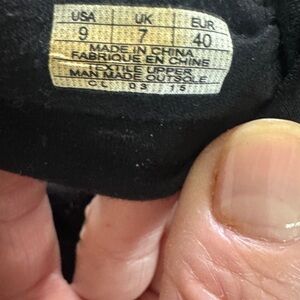 USA UK EUR
9 7 40
MADE IN CHINA
FABRIQUE EN CHINE
TEXTILE UPPER
MAN MADE OUTSOLE
CL 03 15